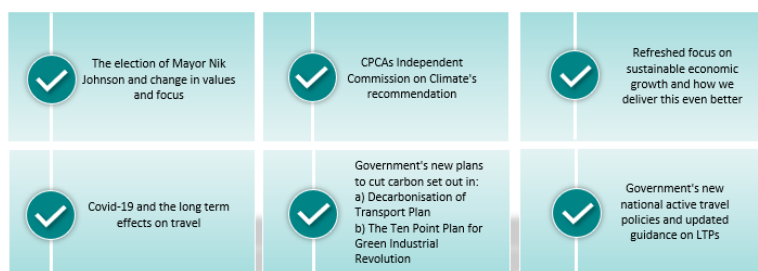 The election of Mayor Nik
Johnson and change in values
and focus
CPCAs Independent
Commission on Climate's
recommendation
Refreshed focus on
sustainable economic
growth and how we
deliver this even better
Covid-19 and the long term
effects on travel
Government's new plans
to cut carbon set out in:
a) Decarbonisation of
Transport Plan
b) The Ten Point Plan for
Green Industrial
Revolution
Government's new
national active travel
policies and updated
guidance on LTPs